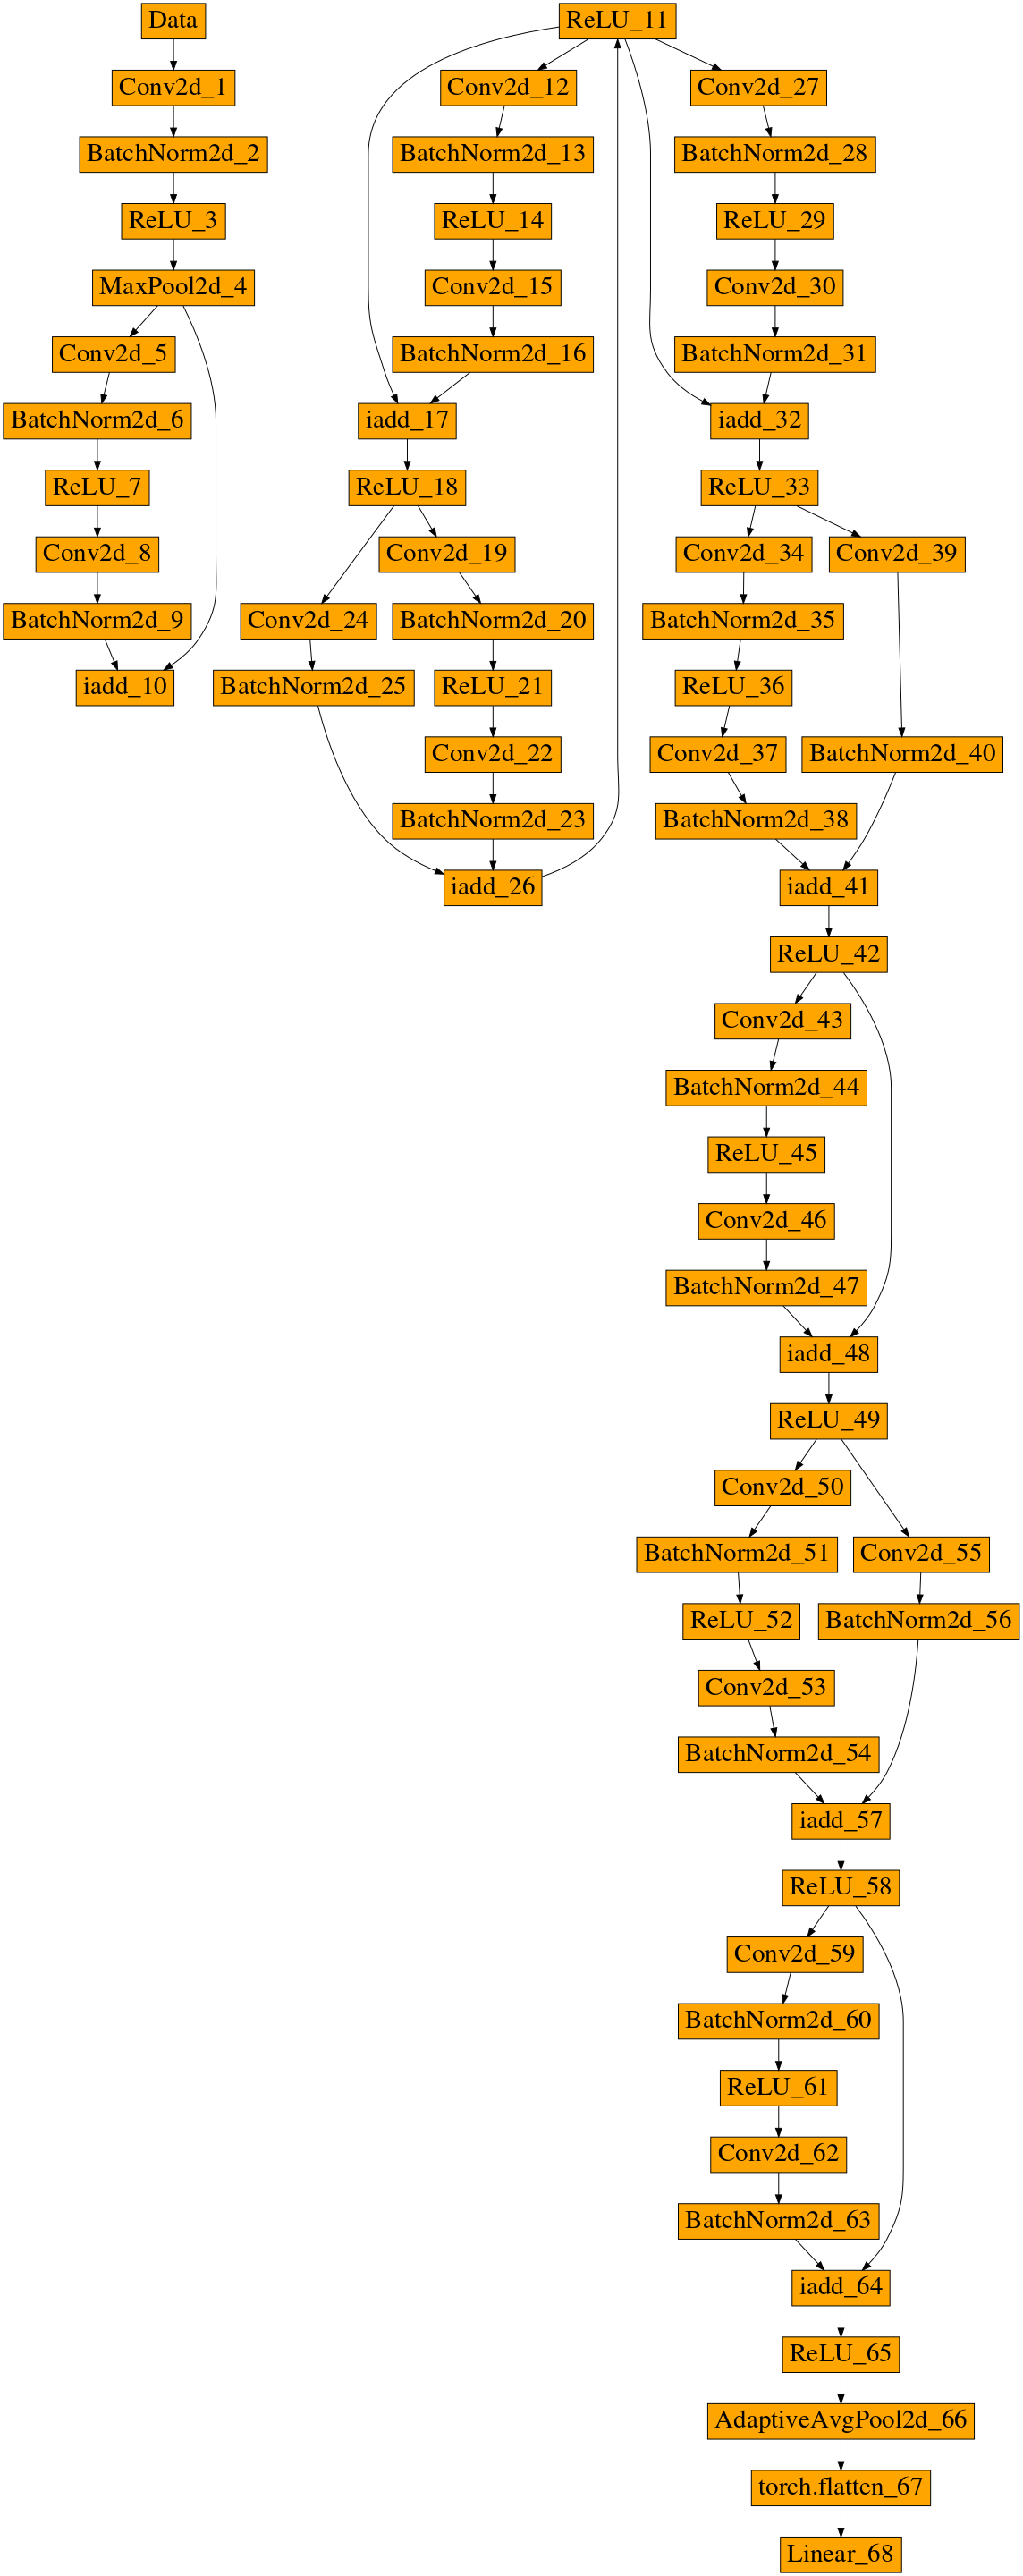 Data
Conv2d_1
BatchNorm2d_2
ReLU_3
MaxPool2d_4
Conv2d_5
BatchNorm2d_6
ReLU_7
Conv2d_8
BatchNorm2d_9
iadd_10
ReLU_11
Conv2d_12
BatchNorm2d_13
ReLU_14
Conv2d_15
BatchNorm2d_16
iadd_17
ReLU_18
Conv2d_19
BatchNorm2d_20
ReLU_21
Conv2d_22
BatchNorm2d_23
Conv2d_24
BatchNorm2d_25
iadd_26
Conv2d_27
BatchNorm2d_28
ReLU_29
Conv2d_30
BatchNorm2d_31
iadd_32
ReLU_33
Conv2d_34
BatchNorm2d_35
ReLU_36
Conv2d_37
BatchNorm2d_38
Conv2d_39
BatchNorm2d_40
iadd_41
ReLU_42
Conv2d_43
BatchNorm2d_44
ReLU_45
Conv2d_46
BatchNorm2d_47
iadd_48
ReLU_49
Conv2d_50
BatchNorm2d_51
ReLU_52
Conv2d_53
BatchNorm2d_54
Conv2d_55
BatchNorm2d_56
iadd_57
ReLU_58
Conv2d_59
BatchNorm2d_60
ReLU_61
Conv2d_62
BatchNorm2d_63
iadd_64
ReLU_65
AdaptiveAvgPool2d_66
torch.flatten_67
Linear_68